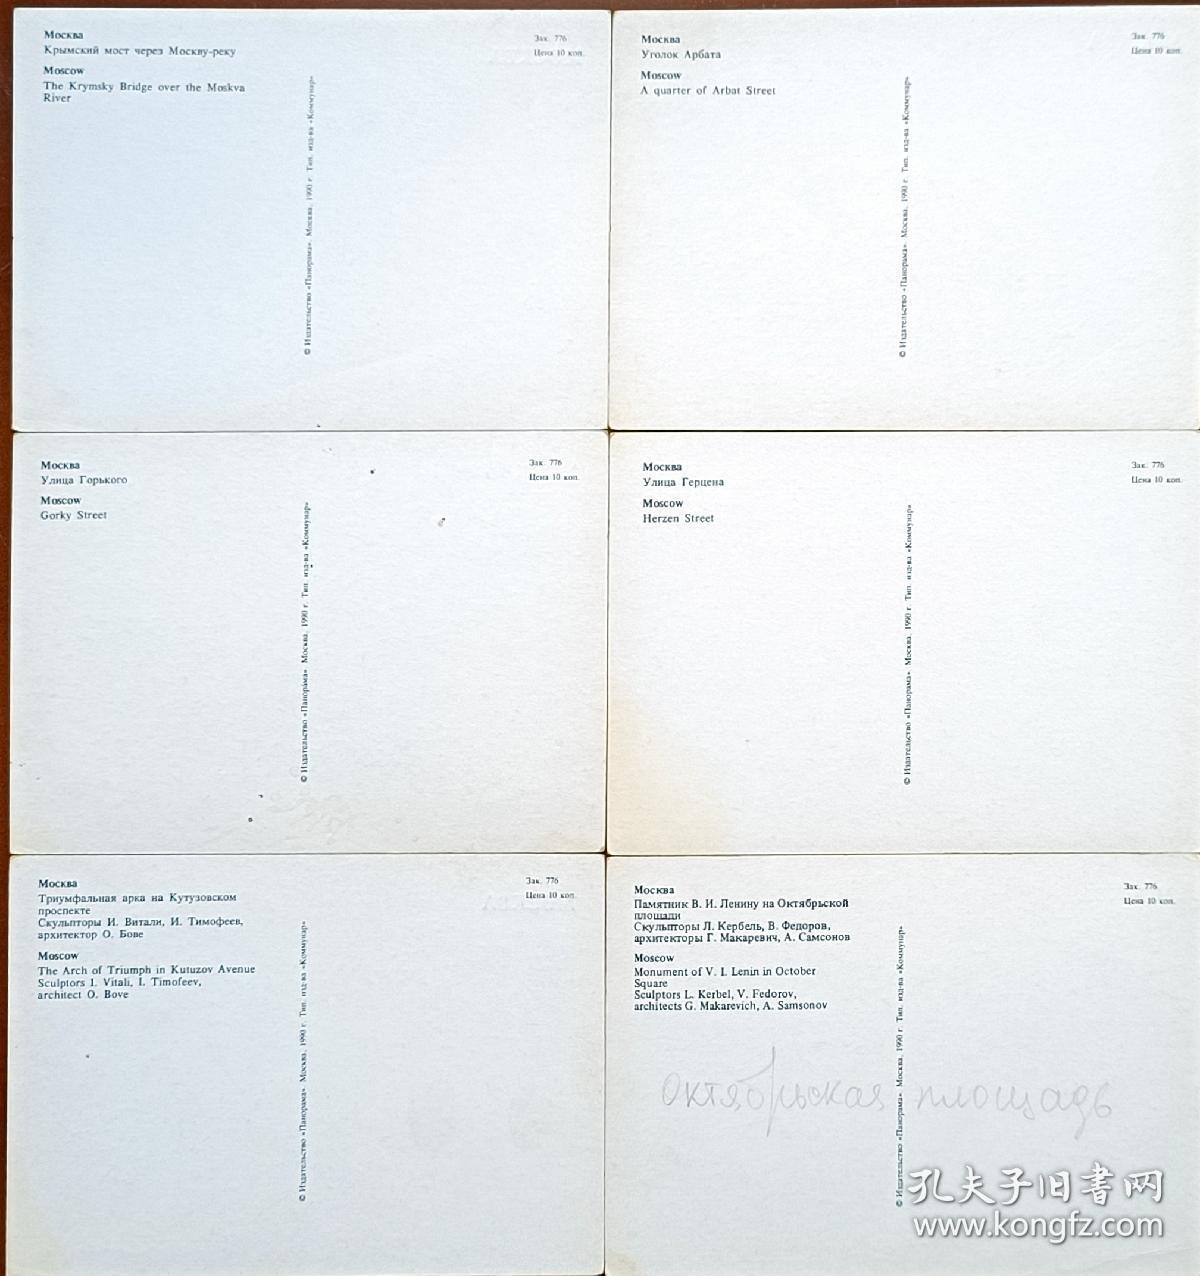 Москва
Крымский мост через Москву-реку
Moscow
The Krymsky Bridge over the Moskva
River
Зак. 776
Цена 10 коп.
© Издательство «Панорама». Москва. 1990 г. Тип. изд-ва «Коммунар»
Москва
Уголок Арбата
Moscow
A quarter of Arbat Street
Зак. 776
Цена 10 коп.
© Издательство «Панорама». Москва. 1990 г. Тип. изд-ва «Коммунар»
Москва
Улица Горького
Moscow
Gorky Street
Зак. 776
Цена 10 коп.
© Издательство «Панорама». Москва. 1990 г. Тип. изд-ва «Коммунар»
Москва
Улица Герцена
Moscow
Herzen Street
Зак. 776
Цена 10 коп.
© Издательство «Панорама». Москва. 1990 г. Тип. изд-ва «Коммунар»
Москва
Триумфальная арка на Кутузовском
проспекте
Скульпторы И. Витали, И. Тимофеев,
архитектор О. Бове
Moscow
The Arch of Triumph in Kutuzov Avenue
Sculptors I. Vitali, I. Timofeev,
architect O. Bove
Зак. 776
Цена 10 коп.
© Издательство «Панорама». Москва. 1990 г. Тип. изд-ва «Коммунар»
Москва
Памятник В. И. Ленину на Октябрьской
площади
Скульпторы Л. Кербель, В. Федоров,
архитекторы Г. Макаревич, А. Самсонов
Moscow
Monument of V. I. Lenin in October
Square
Sculptors L. Kerbel, V. Fedorov,
architects G. Makarevich, A. Samsonov
Зак. 776
Цена 10 коп.
© Издательство «Панорама». Москва. 1990 г. Тип. изд-ва «Коммунар»
октябрьская площадь
孔夫子旧书网
www.kongfz.com